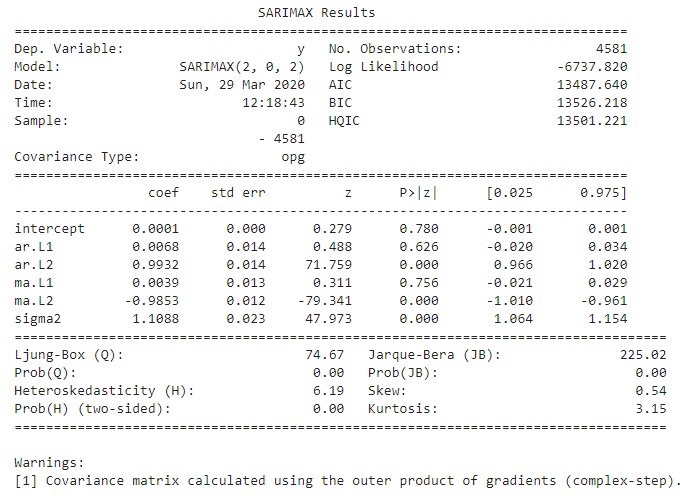 SARIMAX Results
==============================================================================
Dep. Variable:                      y   No. Observations:                 4581
Model:               SARIMAX(2, 0, 2)   Log Likelihood               -6737.820
Date:                Sun, 29 Mar 2020   AIC                          13487.640
Time:                        12:18:43   BIC                          13526.218
Sample:                             0   HQIC                         13501.221
                               - 4581
Covariance Type:                  opg
==============================================================================
                 coef    std err          z      P>|z|      [0.025      0.975]
------------------------------------------------------------------------------
intercept      0.0001      0.000      0.279      0.780      -0.001       0.001
ar.L1          0.0068      0.014      0.488      0.626      -0.020       0.034
ar.L2          0.9932      0.014     71.759      0.000       0.966       1.020
ma.L1          0.0039      0.013      0.311      0.756      -0.021       0.029
ma.L2         -0.9853      0.012    -79.341      0.000      -1.010      -0.961
sigma2         1.1088      0.023     47.973      0.000       1.064       1.154
===================================================================================
Ljung-Box (Q):                       74.67   Jarque-Bera (JB):               225.02
Prob(Q):                              0.00   Prob(JB):                         0.00
Heteroskedasticity (H):               6.19   Skew:                             0.54
Prob(H) (two-sided):                  0.00   Kurtosis:                         3.15
===================================================================================
Warnings:
[1] Covariance matrix calculated using the outer product of gradients (complex-step).